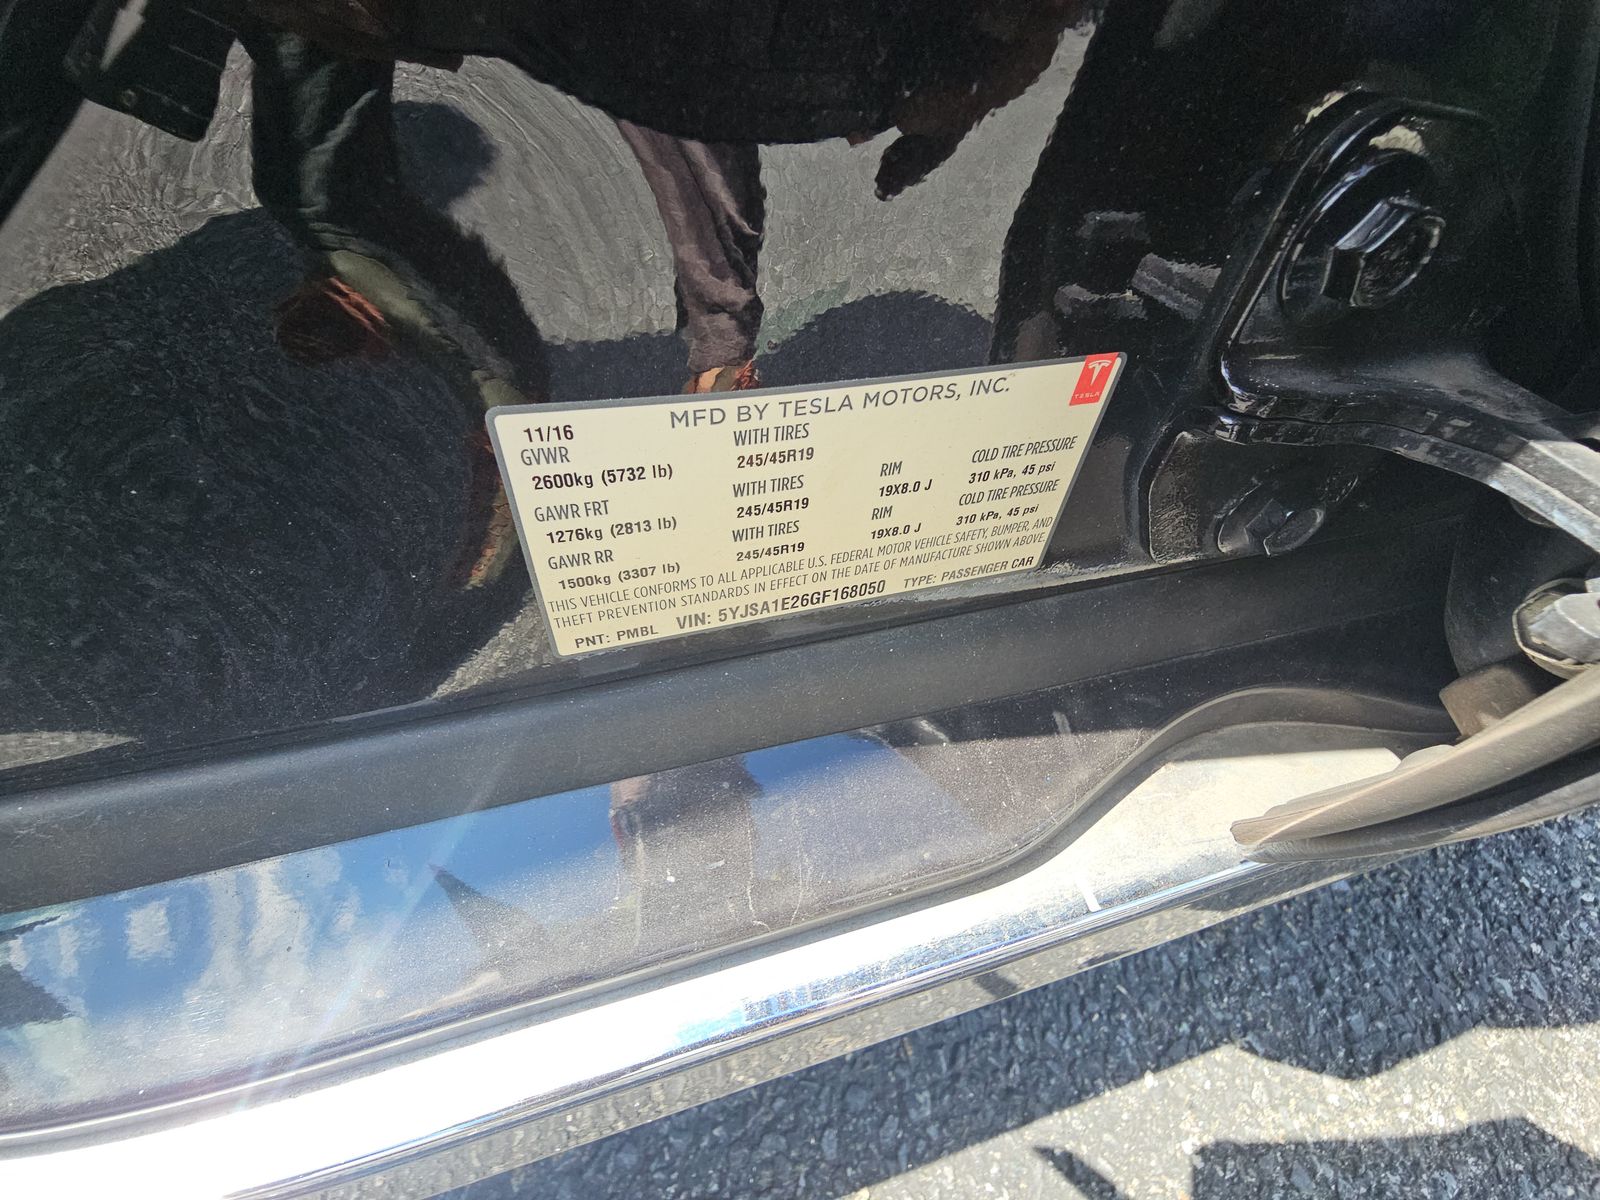 MFD BY TESLA MOTORS, INC.
TESLA
11/16
GVWR
2600kg (5732 lb)
WITH TIRES
245/45R19
GAWR FRT
1276kg (2813 lb)
WITH TIRES
245/45R19
RIM
19X8.0 J
COLD TIRE PRESSURE
310 kPa, 45 psi
GAWR RR
1500kg (3307 lb)
WITH TIRES
245/45R19
RIM
19X8.0 J
COLD TIRE PRESSURE
310 kPa, 45 psi
THIS VEHICLE CONFORMS TO ALL APPLICABLE U.S. FEDERAL MOTOR VEHICLE SAFETY, BUMPER, AND
THEFT PREVENTION STANDARDS IN EFFECT ON THE DATE OF MANUFACTURE SHOWN ABOVE.
PNT: PMBL VIN: 5YJSA1E26GF168050 TYPE: PASSENGER CAR